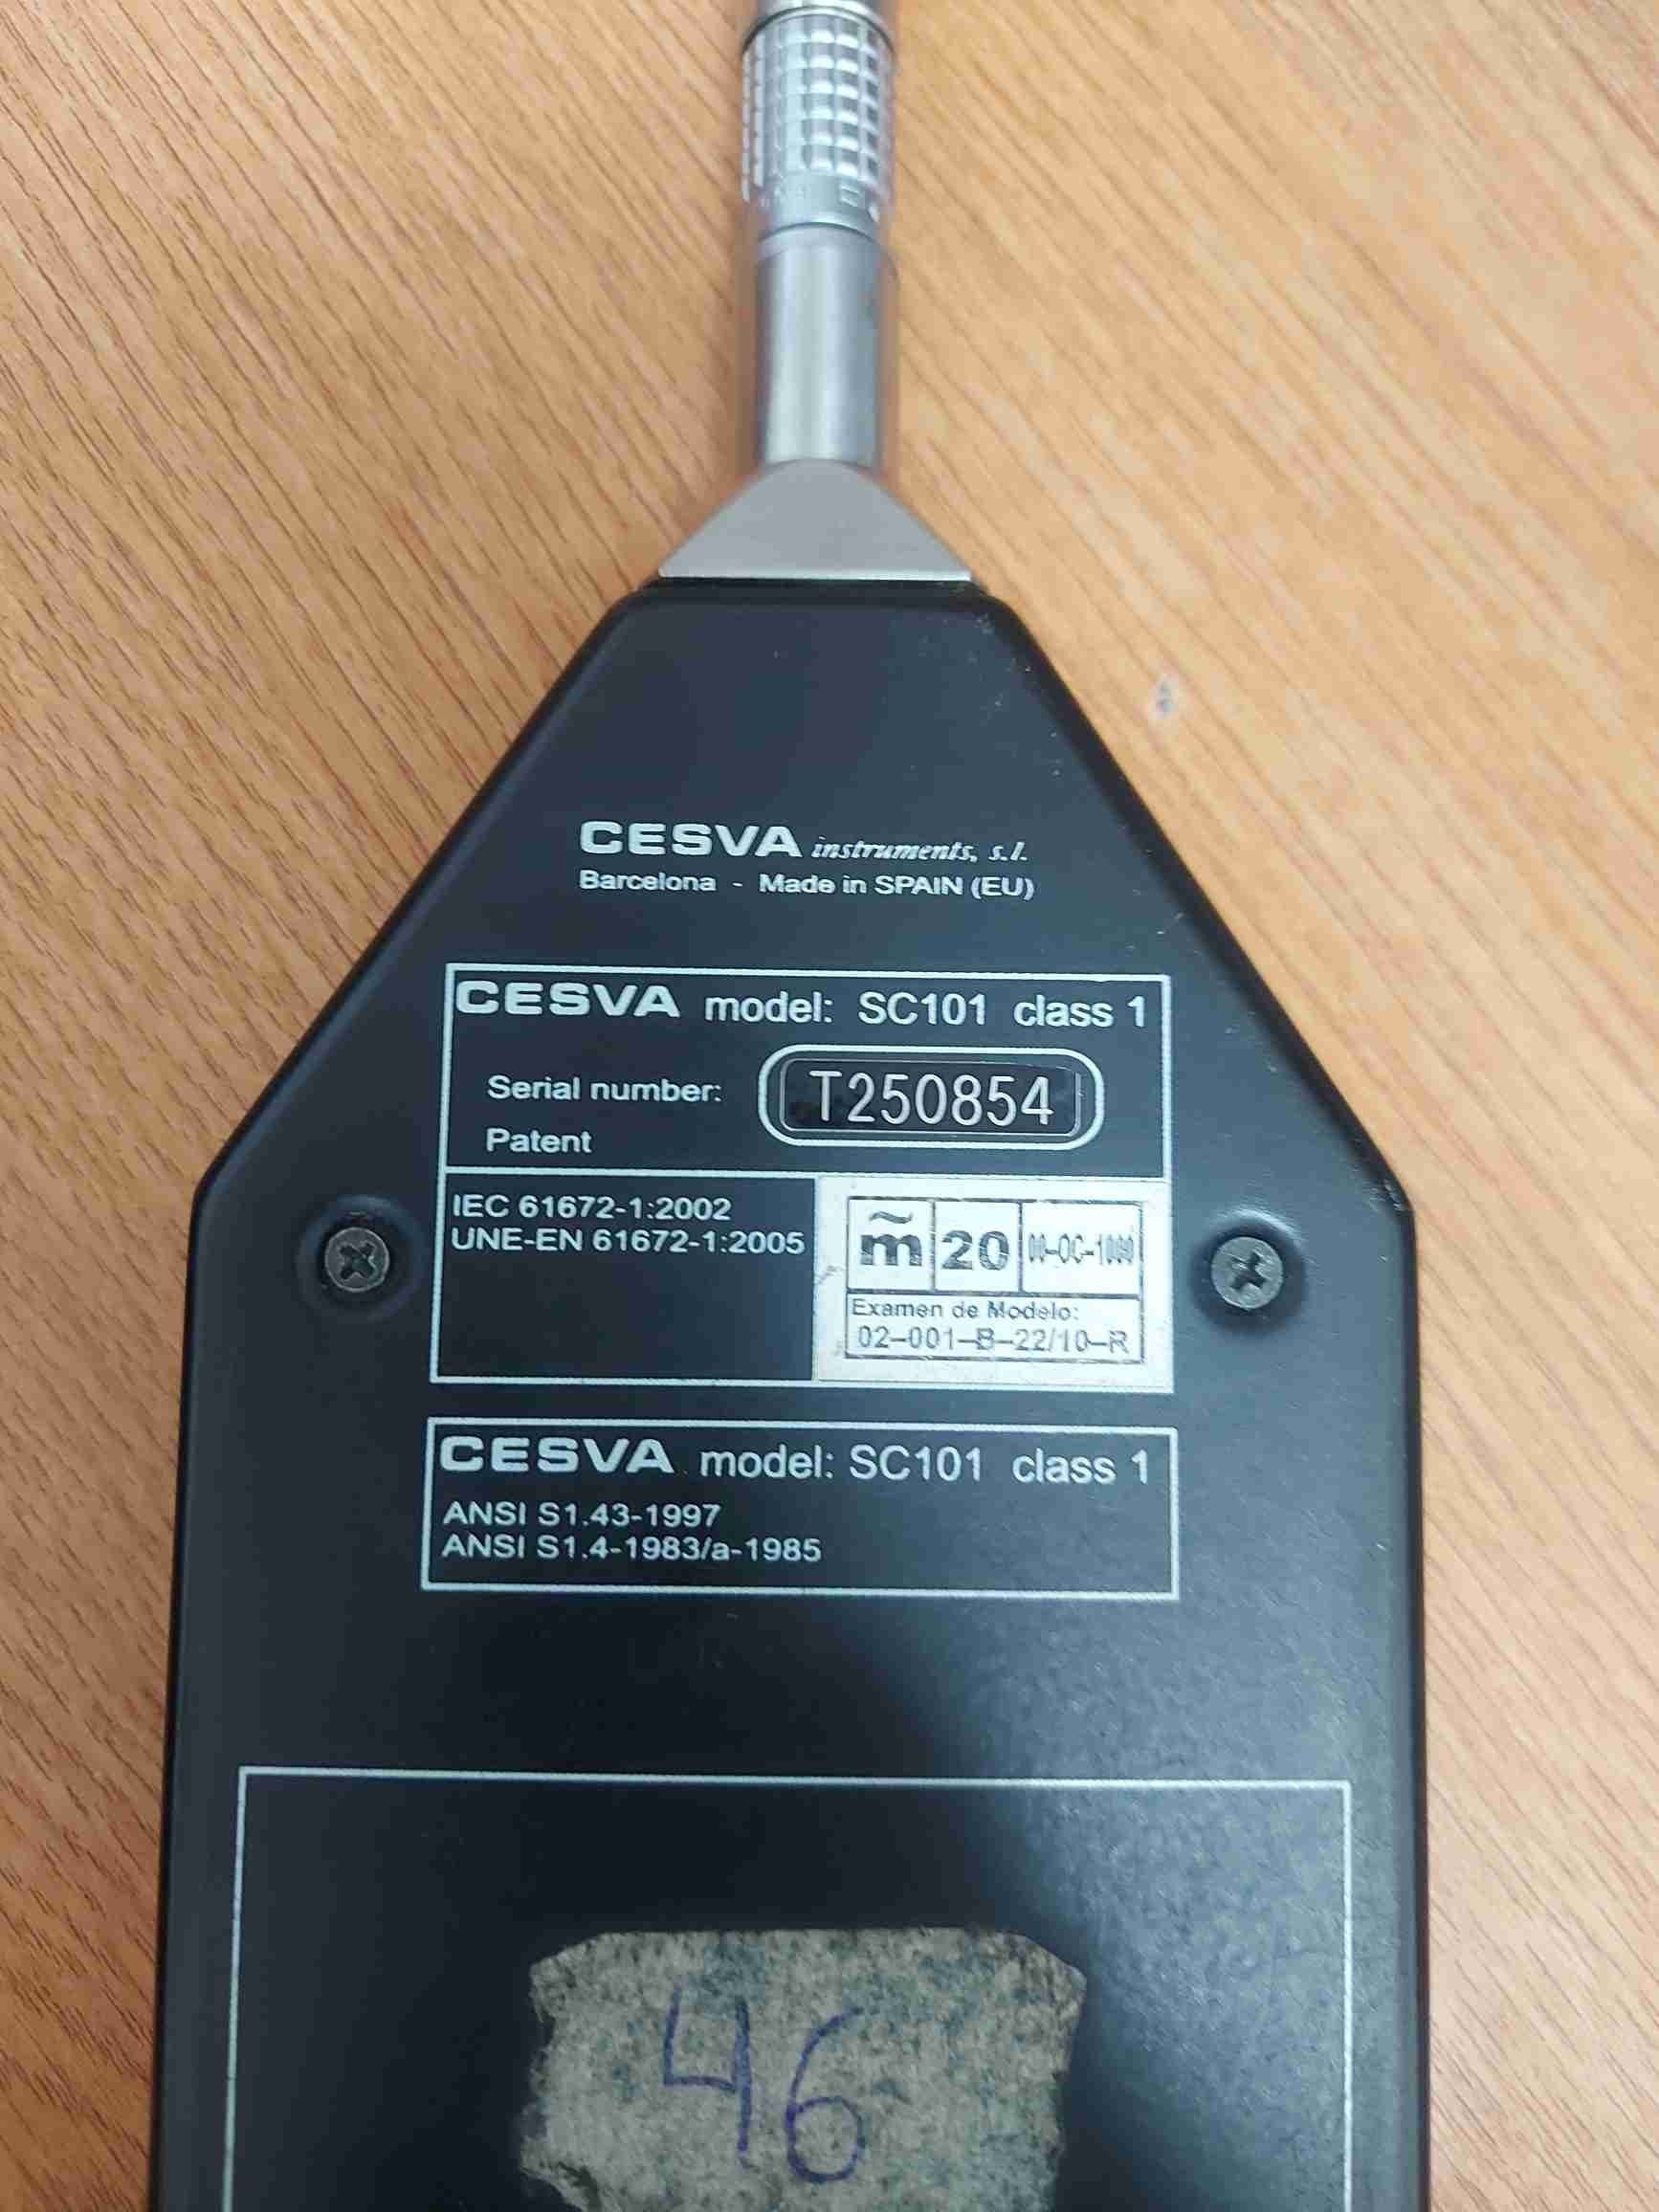 CESVA instruments, s.l.
Barcelona - Made in SPAIN (EU)
CESVA model: SC101 class 1
Serial number: T250854
Patent
IEC 61672-1:2002
UNE-EN 61672-1:2005
m̃ 20
Examen de Modelo:
02-001-B-22/10-R
CESVA model: SC101 class 1
ANSI S1.43-1997
ANSI S1.4-1983/a-1985
46